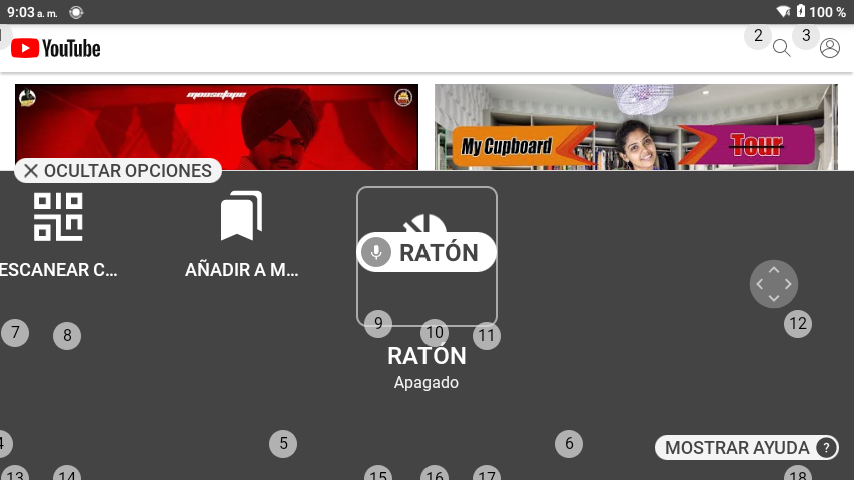 9:03 a. m.
100 %
2
3
YouTube
moosetape
My Cupboard
Tour
OCULTAR OPCIONES
ESCANEAR C...
AÑADIR A M...
RATÓN
7
8
9
10
11
12
RATÓN
Apagado
4
5
6
MOSTRAR AYUDA ?
13
14
15
16
17
18